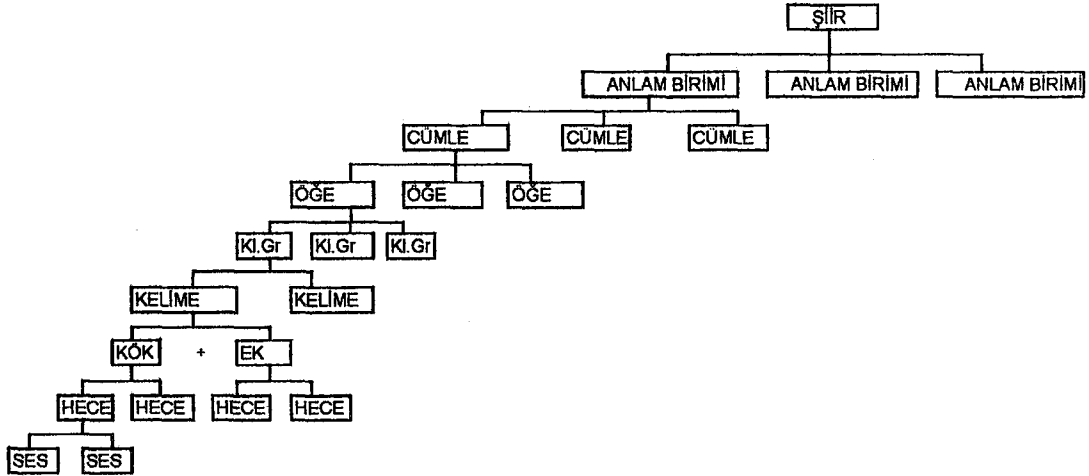 ŞİİR
ANLAM BİRİMİ ANLAM BİRİMİ ANLAM BİRİMİ
CÜMLE CÜMLE CÜMLE
ÖĞE ÖĞE ÖĞE
Kl.Gr Kl.Gr Kl.Gr
KELİME KELİME
KÖK + EK
HECE HECE HECE HECE
SES SES